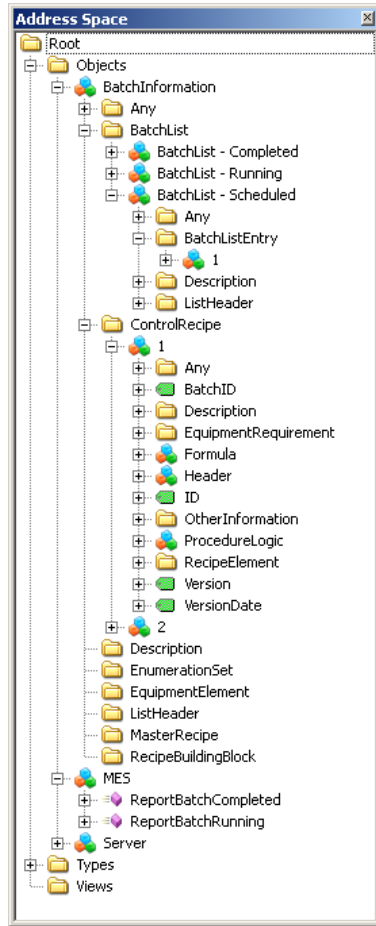 Address Space
Root
Objects
BatchInformation
Any
BatchList
BatchList - Completed
BatchList - Running
BatchList - Scheduled
Any
BatchListEntry
1
Description
ListHeader
ControlRecipe
1
Any
BatchID
Description
EquipmentRequirement
Formula
Header
ID
OtherInformation
ProcedureLogic
RecipeElement
Version
VersionDate
2
Description
EnumerationSet
EquipmentElement
ListHeader
MasterRecipe
RecipeBuildingBlock
MES
ReportBatchCompleted
ReportBatchRunning
Server
Types
Views